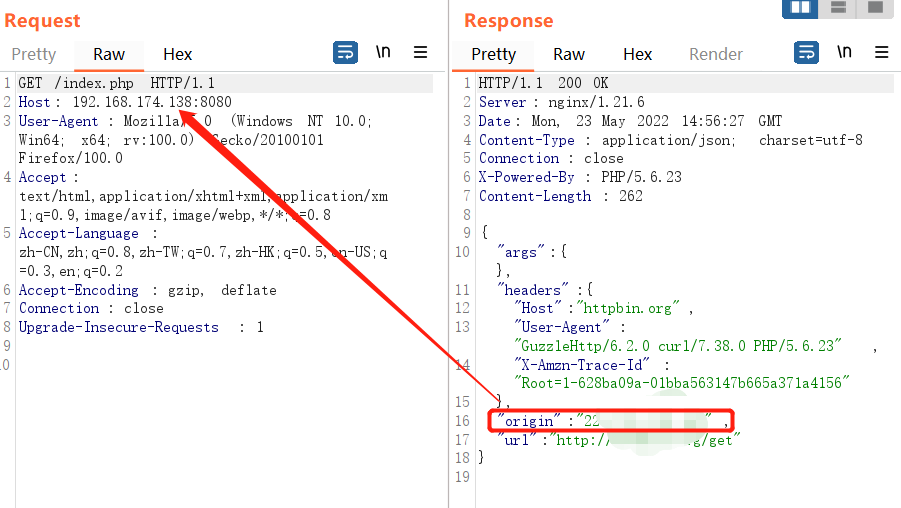 Request
Pretty Raw Hex \n
1 GET /index.php HTTP/1.1
2 Host: 192.168.174.138:8080
3 User-Agent: Mozilla/ .0 (Windows NT 10.0;
Win64; x64; rv:100.0) Gecko/20100101
Firefox/100.0
4 Accept:
text/html,application/xhtml+xml,application/xm
l;q=0.9,image/avif,image/webp,*/*;q=0.8
5 Accept-Language:
zh-CN,zh;q=0.8,zh-TW;q=0.7,zh-HK;q=0.5,en-US;q
=0.3,en;q=0.2
6 Accept-Encoding: gzip, deflate
7 Connection: close
8 Upgrade-Insecure-Requests: 1
9
10
Response
Pretty Raw Hex Render \n
1 HTTP/1.1 200 OK
2 Server: nginx/1.21.6
3 Date: Mon, 23 May 2022 14:56:27 GMT
4 Content-Type: application/json; charset=utf-8
5 Connection: close
6 X-Powered-By: PHP/5.6.23
7 Content-Length: 262
8
9 {
10 "args":{
},
11 "headers":{
12 "Host":"httpbin.org",
13 "User-Agent":
"GuzzleHttp/6.2.0 curl/7.38.0 PHP/5.6.23",
14 "X-Amzn-Trace-Id":
"Root=1-628ba09a-01bba563147b665a371a4156"
15 },
16 "origin":"22 ",
17 "url":"http:// g/get"
18 }
19